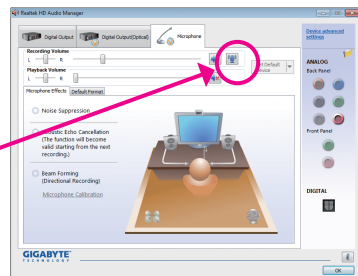 Realtek HD Audio Manager
Digital Output
Digital Output(Optical)
Microphone
Device advanced settings
Recording Volume
L R
Set Default Device
Playback Volume
L R
ANALOG
Back Panel
Microphone Effects
Default Format
Noise Suppression
Acoustic Echo Cancellation
(The function will become
valid starting from the next
recording.)
Front Panel
Beam Forming
(Directional Recording)
Microphone Calibration
DIGITAL
GIGABYTE
TECHNOLOGY
i
OK